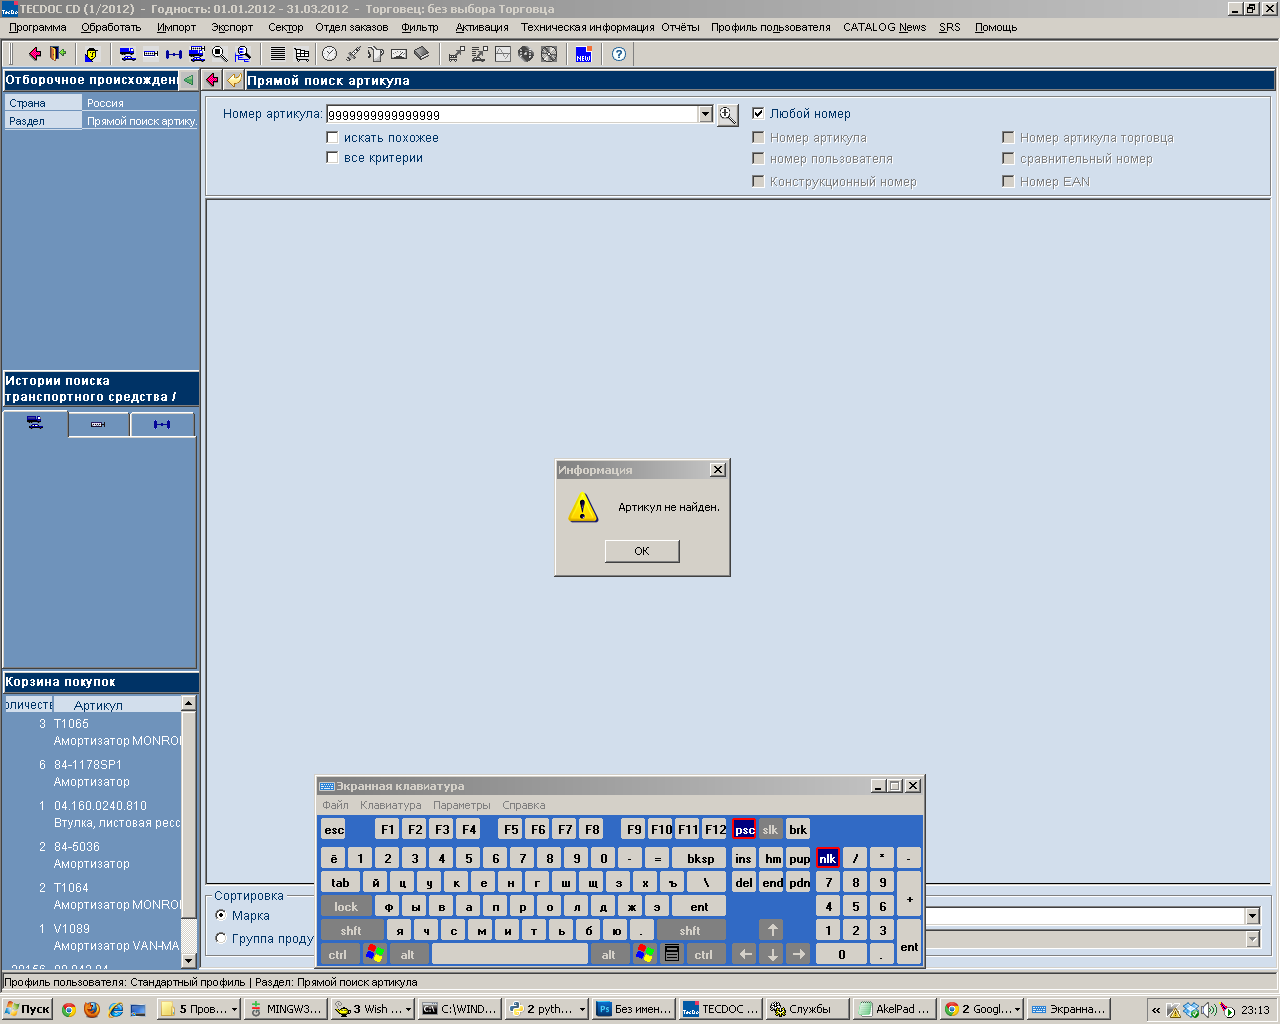 TECDOC CD (1/2012) - Годность: 01.01.2012 - 31.03.2012 - Торговец: без выбора Торговца
Программа Обработать Импорт Экспорт Сектор Отдел заказов Фильтр Активация Техническая информация Отчёты Профиль пользователя CATALOG News SRS Помощь
NEW
Отборочное происхожден
Прямой поиск артикула
Страна Россия
Раздел Прямой поиск артику.
Номер артикула: 9999999999999999
искать похожее
все критерии
Любой номер
Номер артикула
Номер артикула торговца
номер пользователя
сравнительный номер
Конструкционный номер
Номер EAN
Истории поиска
транспортного средства /
Информация
Артикул не найден.
OK
Корзина покупок
оличеств Артикул
3 T1065
Амортизатор MONRO
6 84-1178SP1
Амортизатор
1 04.160.0240.810
Втулка, листовая ресс
2 84-5036
Амортизатор
2 T1064
Амортизатор MONRO
1 V1089
Амортизатор VAN-MA
Сортировка
Марка
Группа проду
Экранная клавиатура
Файл Клавиатура Параметры Справка
esc F1 F2 F3 F4 F5 F6 F7 F8 F9 F10 F11 F12 psc slk brk
ё 1 2 3 4 5 6 7 8 9 0 - = bksp ins hm pup nlk / * -
tab й ц у к е н г ш щ з х ъ \ del end pdn 7 8 9 +
lock ф ы в а п р о л д ж э ent 4 5 6
shft я ч с м и т ь б ю . shft ↑ 1 2 3 ent
ctrl alt alt ctrl ← ↓ → 0 .
Профиль пользователя: Стандартный профиль | Раздел: Прямой поиск артикула
Пуск 5 Пров... MINGW3... 3 Wish ... C:\WIND... 2 pyth... Без имен... TECDOC ... Службы AkelPad ... 2 Googl... Экранна... « 23:13